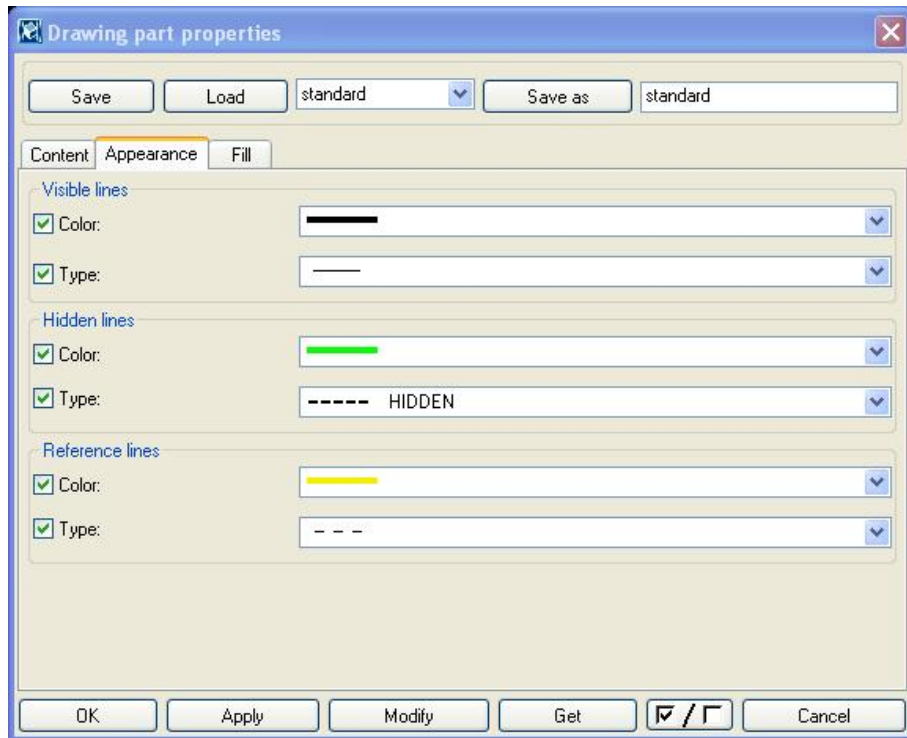 Drawing part properties
Save Load standard Save as standard
Content Appearance Fill
Visible lines
Color:
Type:
Hidden lines
Color:
Type: HIDDEN
Reference lines
Color:
Type:
OK Apply Modify Get / Cancel